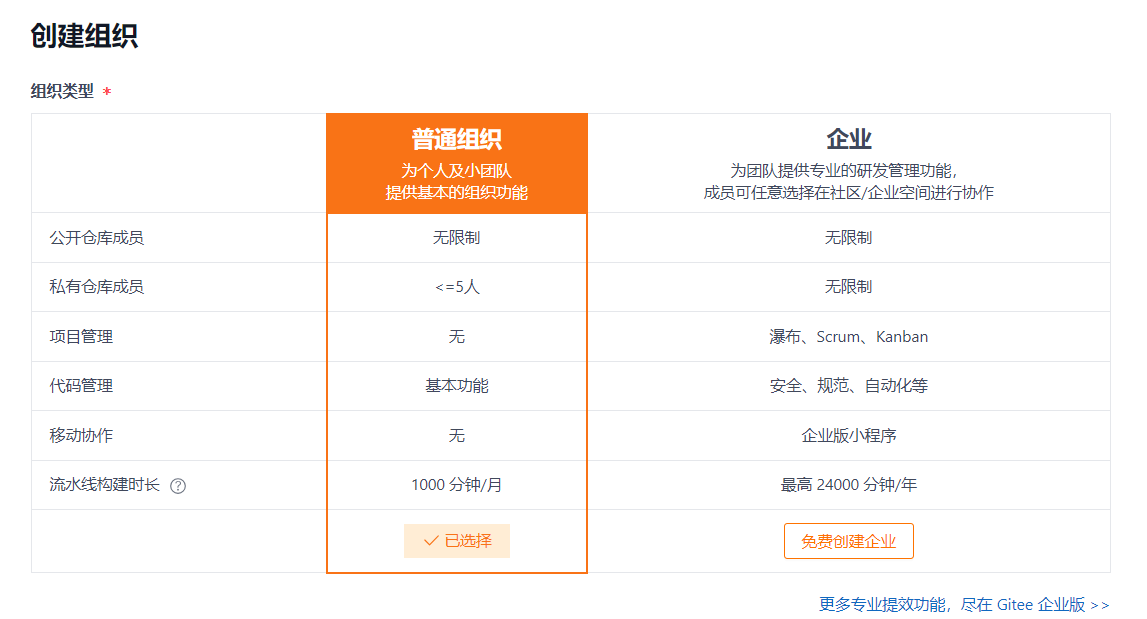 创建组织
组织类型 *
普通组织
为个人及小团队
提供基本的组织功能
企业
为团队提供专业的研发管理功能，
成员可任意选择在社区/企业空间进行协作
公开仓库成员 无限制 无限制
私有仓库成员 <=5人 无限制
项目管理 无 瀑布、Scrum、Kanban
代码管理 基本功能 安全、规范、自动化等
移动协作 无 企业版小程序
流水线构建时长 ? 1000 分钟/月 最高 24000 分钟/年
已选择 免费创建企业
更多专业提效功能，尽在 Gitee 企业版 >>